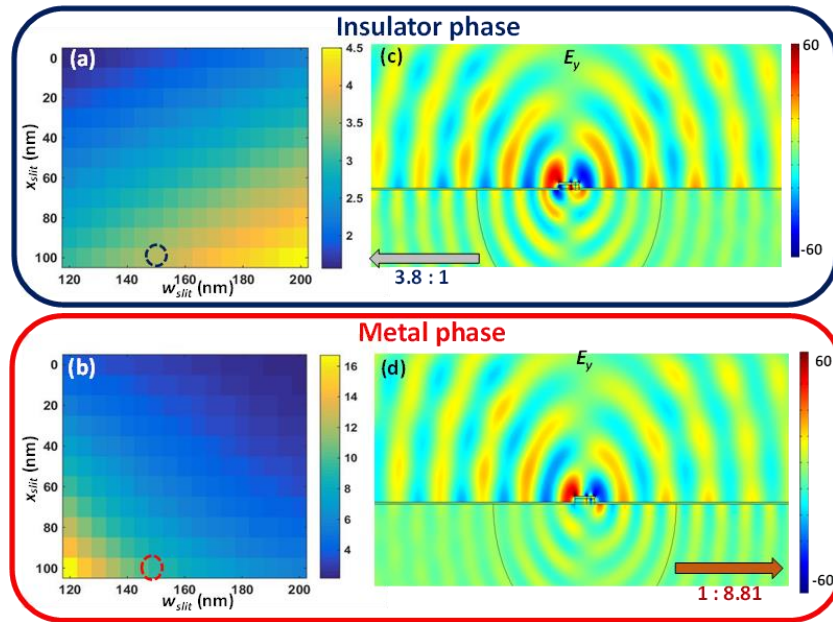 Insulator phase
(a)
0
20
40
60
80
100
x_slit (nm)
120 140 160 180 200
w_slit (nm)
4.5
4
3.5
3
2.5
2
(c)
E_y
60
-60
3.8 : 1
Metal phase
(b)
0
20
40
60
80
100
x_slit (nm)
120 140 160 180 200
w_slit (nm)
16
14
12
10
8
6
4
2
(d)
E_y
60
-60
1 : 8.81